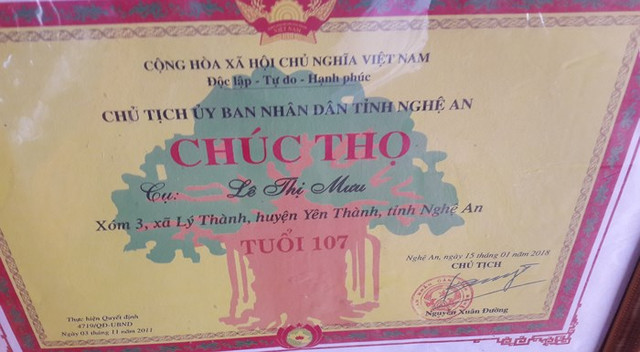 CỘNG HÒA XÃ HỘI CHỦ NGHĨA VIỆT NAM
Độc lập - Tự do - Hạnh phúc
CHỦ TỊCH ỦY BAN NHÂN DÂN TỈNH NGHỆ AN
CHÚC THỌ
Cụ: Lê Thị Mưu
Xóm 3, xã Lý Thành, huyện Yên Thành, tỉnh Nghệ An
TUỔI 107
Nghệ An, ngày 15 tháng 01 năm 2018
CHỦ TỊCH
Nguyễn Xuân Đường
Thực hiện Quyết định
4719/QĐ-UBND
Ngày 03 tháng 11 năm 2011